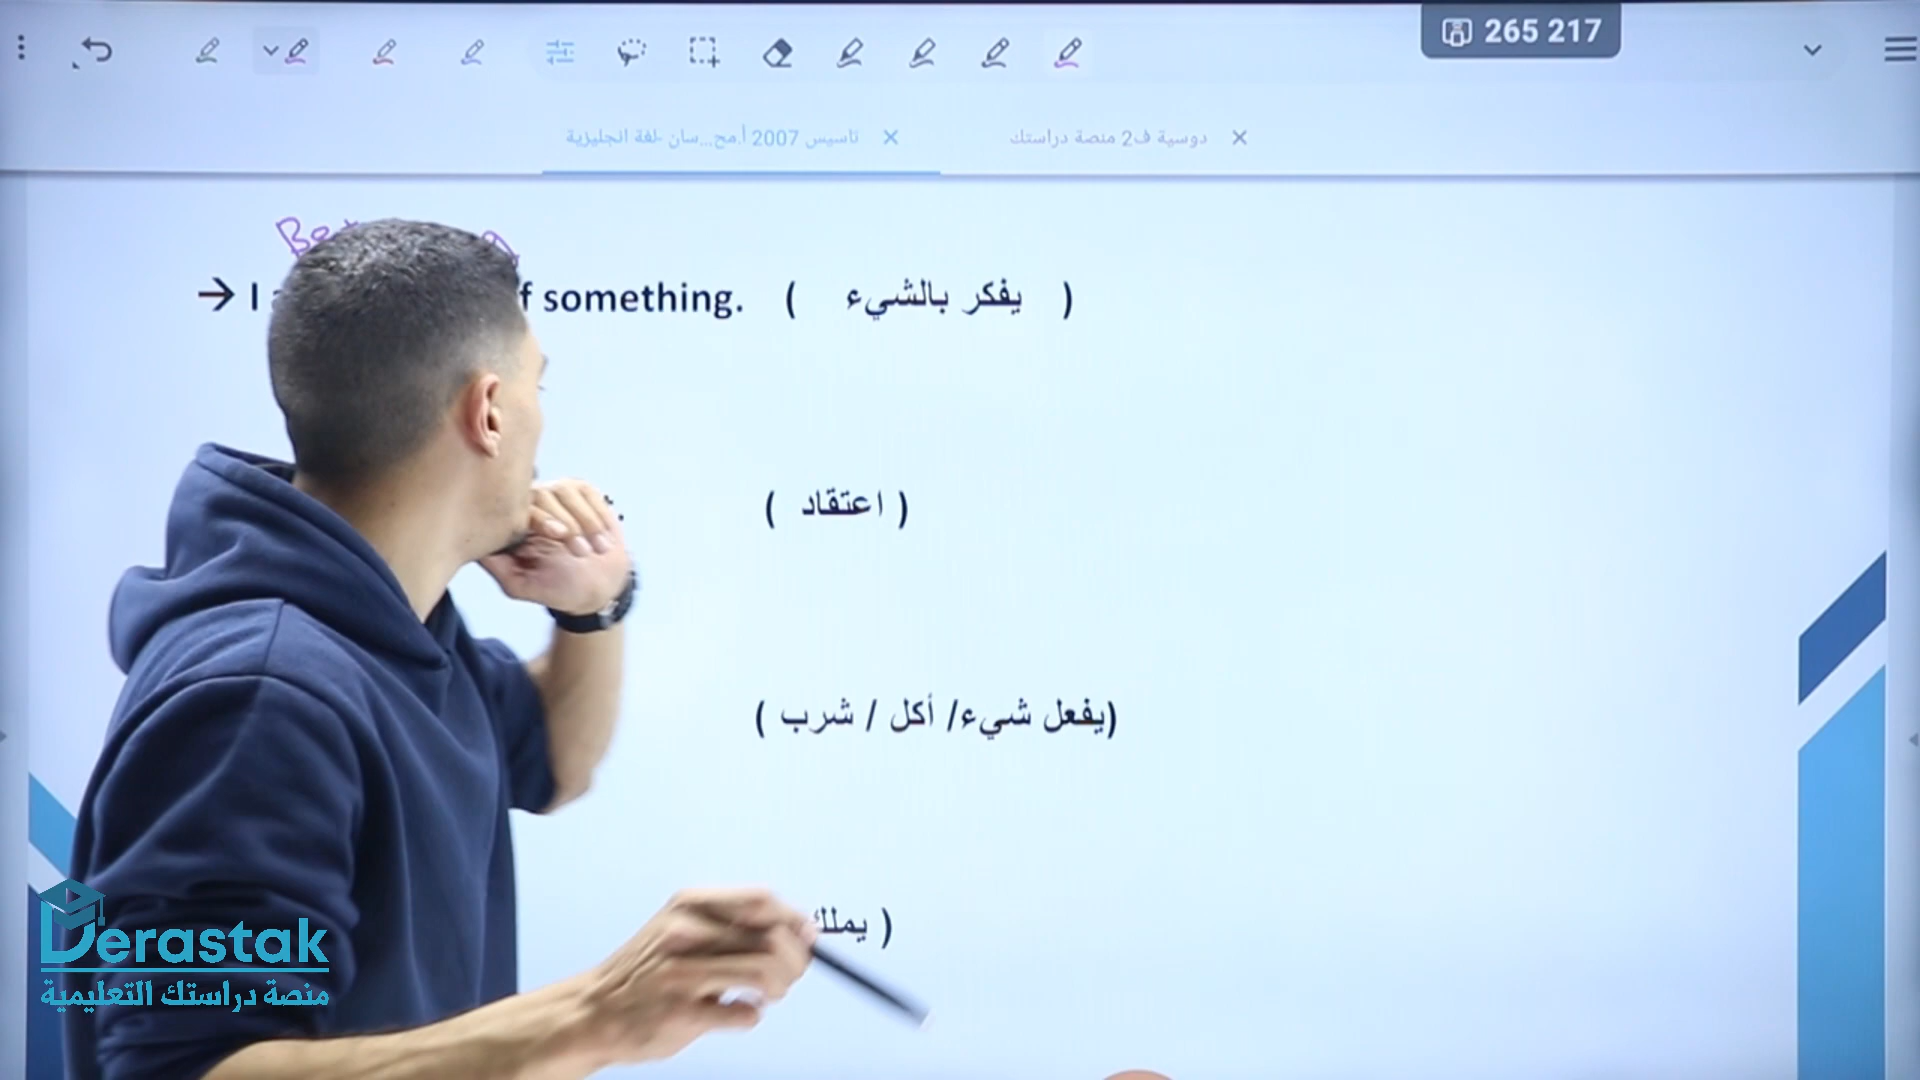 265 217
تاسيس 2007 أ.مح...سان -لغة انجليزية
دوسية ف2 منصة دراستك
→ I f something. ( يفكر بالشيء )
( اعتقاد )
(يفعل شيء/ أكل / شرب )
( يملك
Derastak
منصة دراستك التعليمية